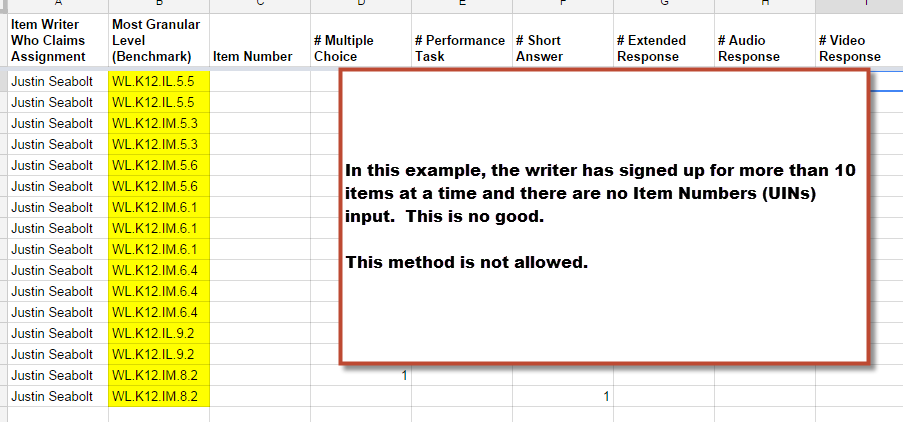 A B C D E F G H I
Item Writer Who Claims Assignment Most Granular Level (Benchmark) Item Number # Multiple Choice # Performance Task # Short Answer # Extended Response # Audio Response # Video Response
Justin Seabolt WL.K12.IL.5.5
Justin Seabolt WL.K12.IL.5.5
Justin Seabolt WL.K12.IM.5.3
Justin Seabolt WL.K12.IM.5.3
Justin Seabolt WL.K12.IM.5.6
Justin Seabolt WL.K12.IM.5.6
Justin Seabolt WL.K12.IM.6.1
Justin Seabolt WL.K12.IM.6.1
Justin Seabolt WL.K12.IM.6.1
Justin Seabolt WL.K12.IM.6.4
Justin Seabolt WL.K12.IM.6.4
Justin Seabolt WL.K12.IM.6.4
Justin Seabolt WL.K12.IL.9.2
Justin Seabolt WL.K12.IL.9.2
Justin Seabolt WL.K12.IM.8.2 1
Justin Seabolt WL.K12.IM.8.2 1
In this example, the writer has signed up for more than 10
items at a time and there are no Item Numbers (UINs)
input. This is no good.
This method is not allowed.